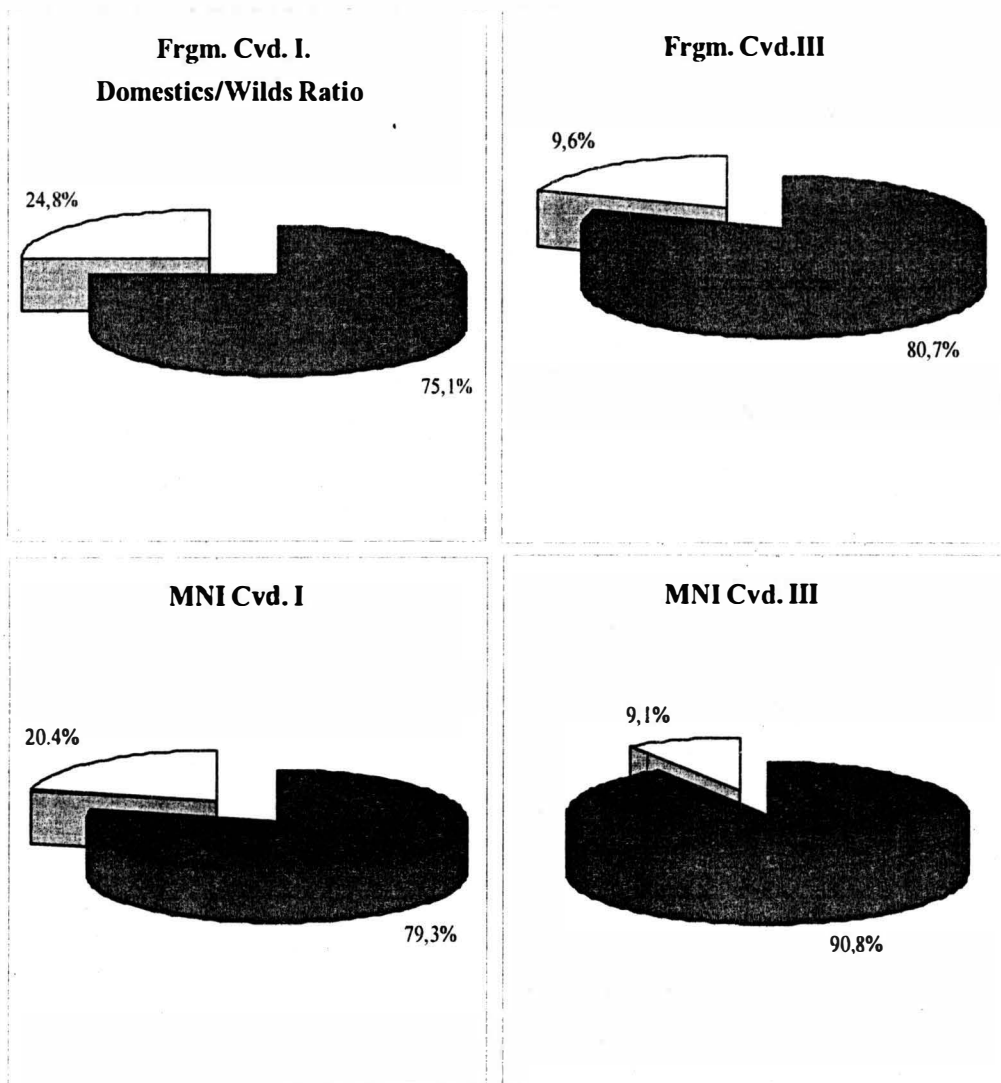 Frgm. Cvd. I.
Domestics/Wilds Ratio
24,8%
75,1%
Frgm. Cvd.III
9,6%
80,7%
MNI Cvd. I
20.4%
79,3%
MNI Cvd. III
9,1%
90,8%